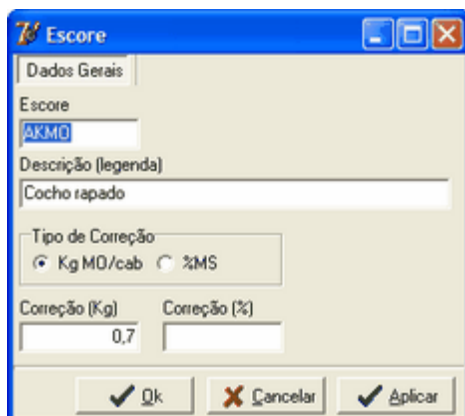 Escore
Dados Gerais
Escore
AKMO
Descrição (legenda)
Cocho rapado
Tipo de Correção
Kg MO/cab %MS
Correção (Kg) Correção (%)
0,7
Ok Cancelar Aplicar